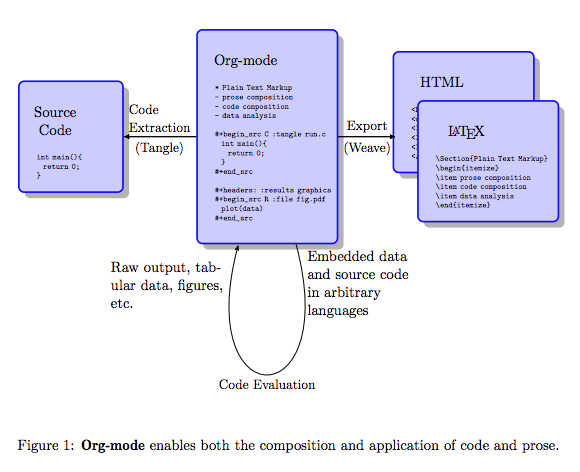 Org-mode
* Plain Text Markup
- prose composition
- code composition
- data analysis
#+begin_src C :tangle run.c
int main(){
return 0;
}
#+end_src
#+headers: :results graphics
#+begin_src R :file fig.pdf
plot(data)
#+end_src
Source
Code
int main(){
return 0;
}
Code
Extraction
(Tangle)
Export
(Weave)
HTML
LATEX
\Section{Plain Text Markup}
\begin{itemize}
\item prose composition
\item code composition
\item data analysis
\end{itemize}
Raw output, tab-
ular data, figures,
etc.
Embedded data
and source code
in arbitrary
languages
Code Evaluation
Figure 1: Org-mode enables both the composition and application of code and prose.